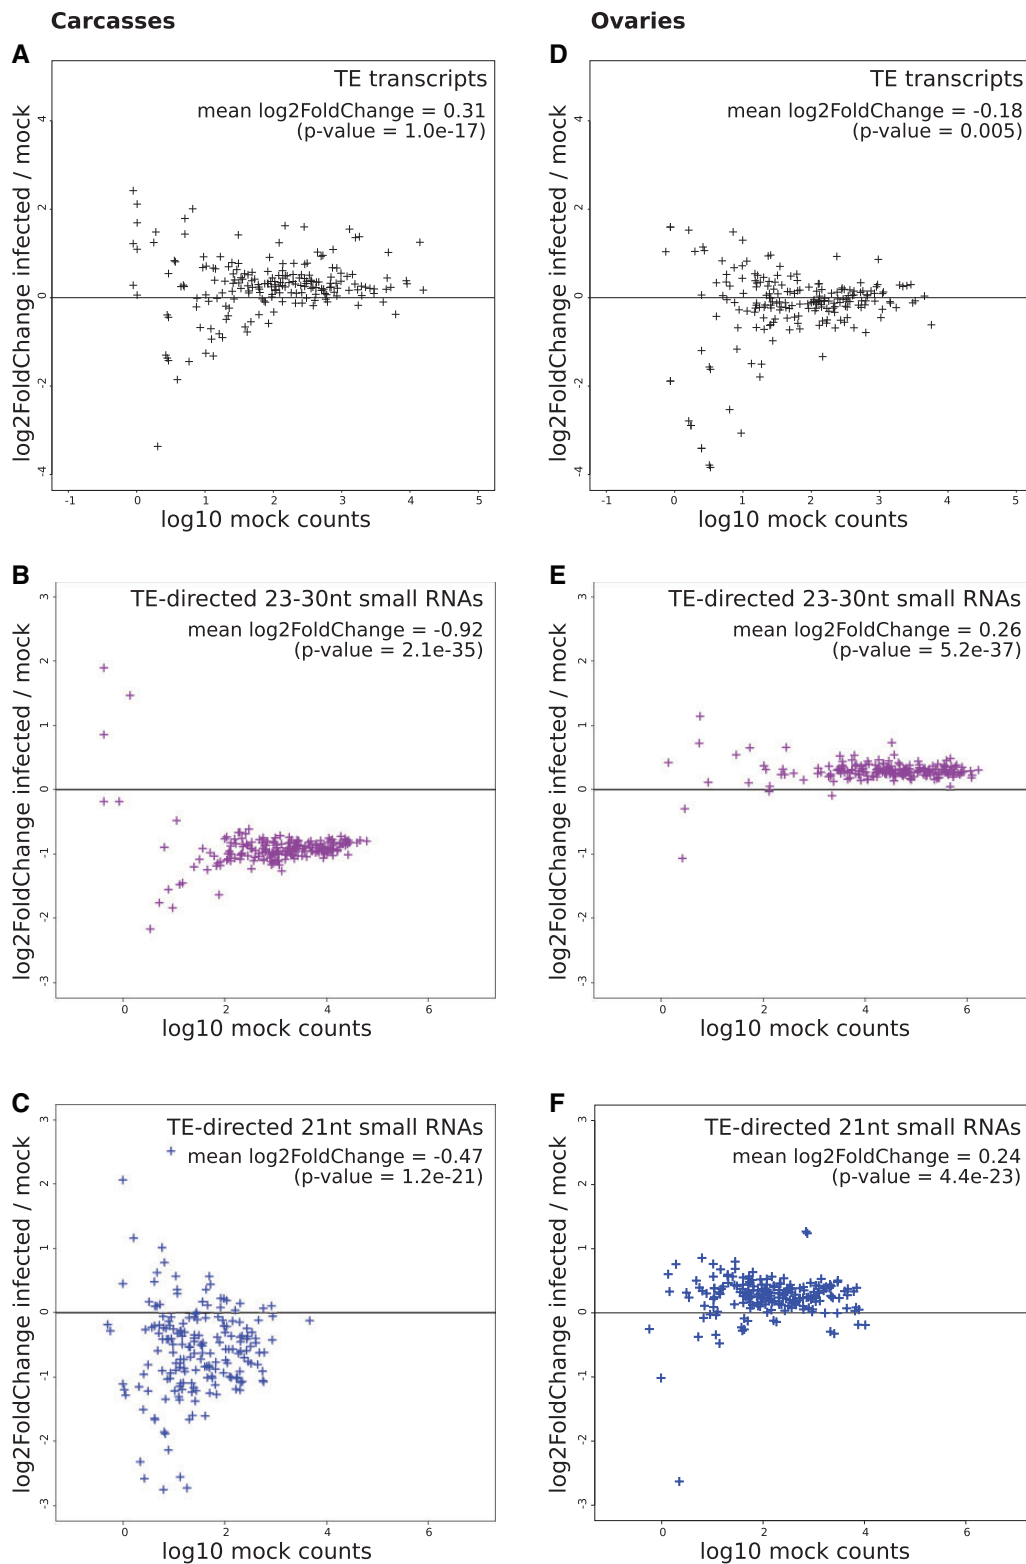 Carcasses
A
TE transcripts
mean log2FoldChange = 0.31
(p-value = 1.0e-17)
log2FoldChange infected / mock
4
2
0
-2
-4
-1 0 1 2 3 4 5
log10 mock counts
B
TE-directed 23-30nt small RNAs
mean log2FoldChange = -0.92
(p-value = 2.1e-35)
log2FoldChange infected / mock
3
2
1
0
-1
-2
-3
0 2 4 6
log10 mock counts
C
TE-directed 21nt small RNAs
mean log2FoldChange = -0.47
(p-value = 1.2e-21)
log2FoldChange infected / mock
3
2
1
0
-1
-2
-3
0 2 4 6
log10 mock counts
Ovaries
D
TE transcripts
mean log2FoldChange = -0.18
(p-value = 0.005)
log2FoldChange infected / mock
4
2
0
-2
-4
-1 0 1 2 3 4 5
log10 mock counts
E
TE-directed 23-30nt small RNAs
mean log2FoldChange = 0.26
(p-value = 5.2e-37)
log2FoldChange infected / mock
3
2
1
0
-1
-2
-3
0 2 4 6
log10 mock counts
F
TE-directed 21nt small RNAs
mean log2FoldChange = 0.24
(p-value = 4.4e-23)
log2FoldChange infected / mock
3
2
1
0
-1
-2
-3
0 2 4 6
log10 mock counts